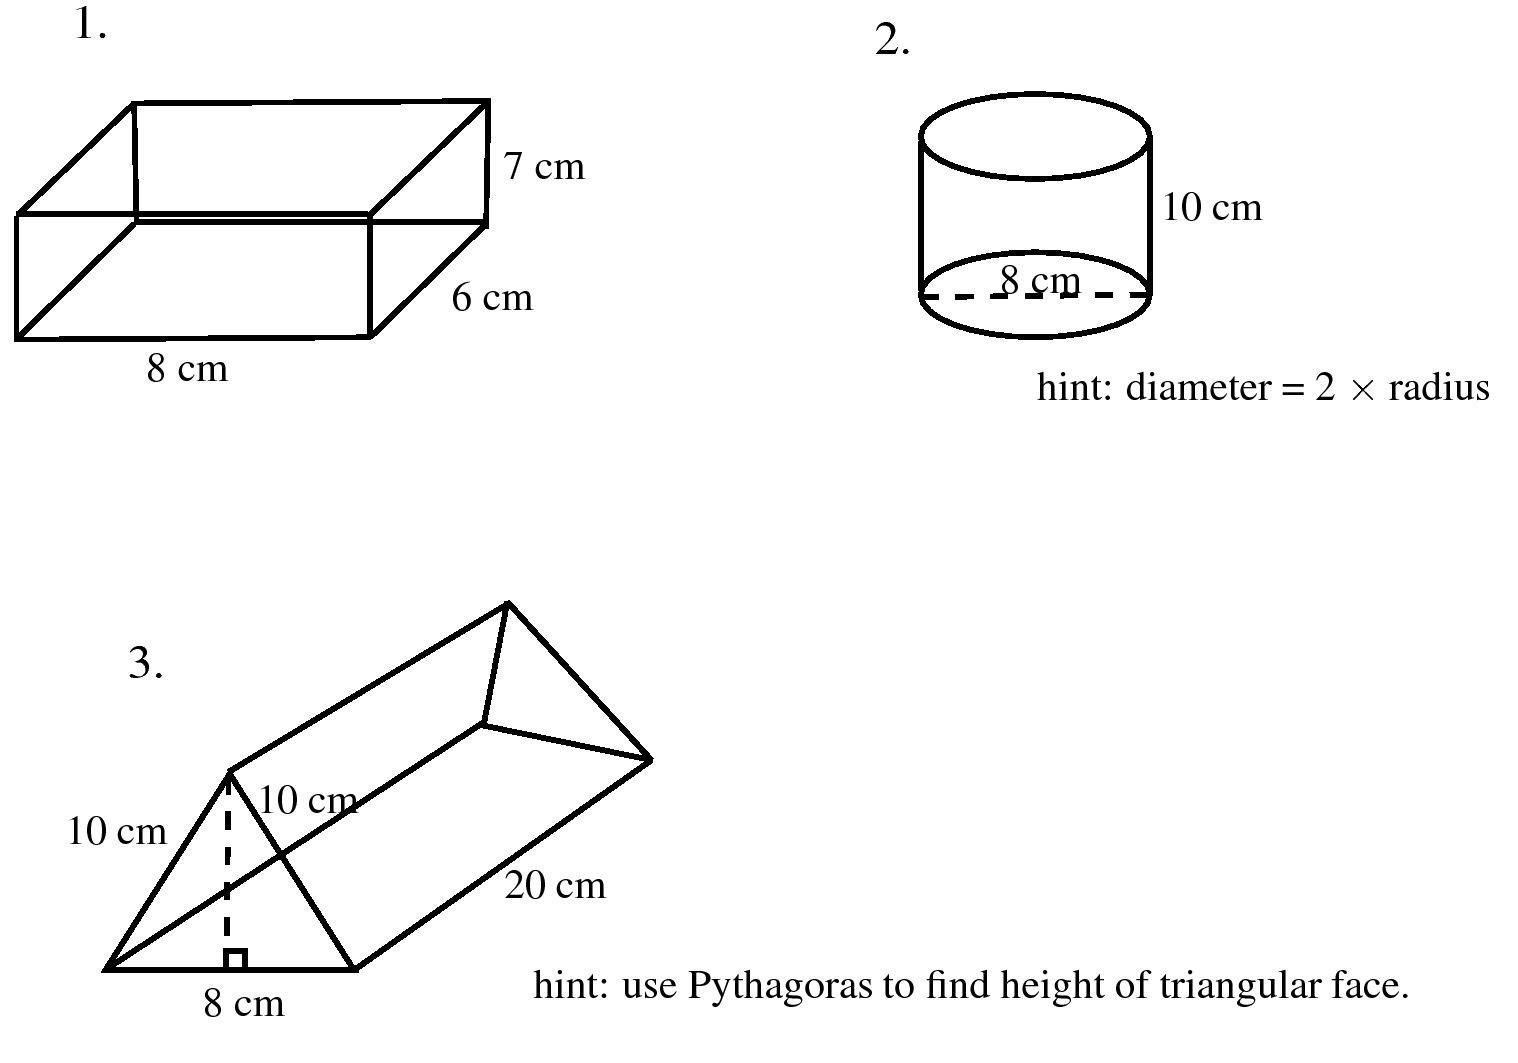 1.
7 cm
6 cm
8 cm
2.
10 cm
8 cm
hint: diameter = 2 × radius
3.
10 cm
10 cm
20 cm
8 cm
hint: use Pythagoras to find height of triangular face.